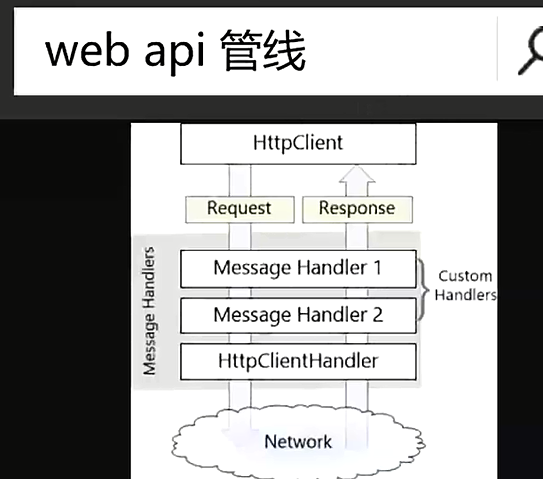 web api 管线
HttpClient
Request
Response
Message Handlers
Message Handler 1
Message Handler 2
Custom
Handlers
HttpClientHandler
Network